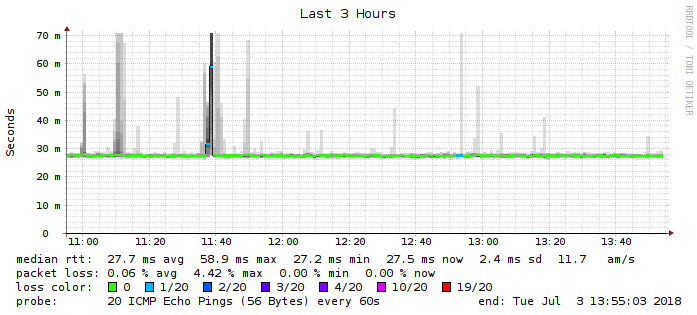 Last 3 Hours
RRDTOOL / TOBI OETIKER
Seconds
70 m
60 m
50 m
40 m
30 m
20 m
10 m
0
11:00 11:20 11:40 12:00 12:20 12:40 13:00 13:20 13:40
median rtt: 27.7 ms avg 58.9 ms max 27.2 ms min 27.5 ms now 2.4 ms sd 11.7 am/s
packet loss: 0.06 % avg 4.42 % max 0.00 % min 0.00 % now
loss color: 0 1/20 2/20 3/20 4/20 10/20 19/20
probe: 20 ICMP Echo Pings (56 Bytes) every 60s end: Tue Jul 3 13:55:03 2018